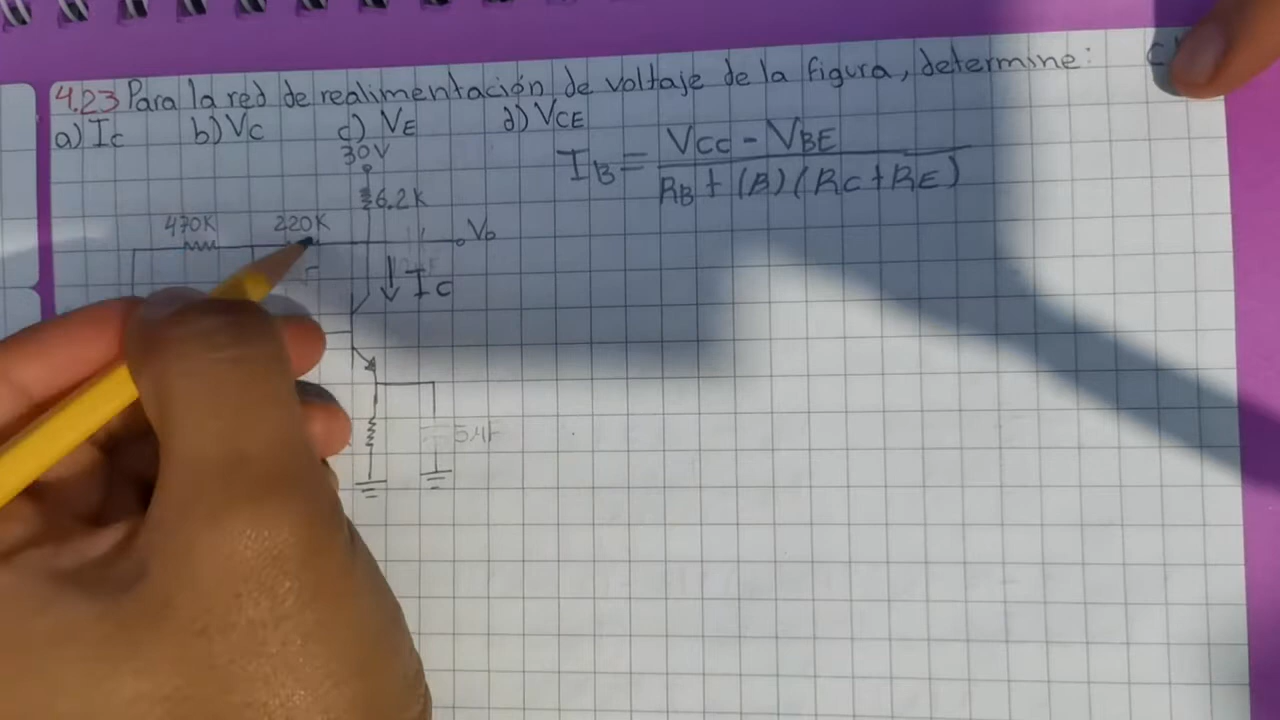 4.23 Para la red de realimentación de voltaje de la figura, determine:
a) Ic b) Vc c) VE d) VCE
IB = VCC - VBE / RB + (B) (RC + RE)
30V
6.2K
470K 220K
Vo
Ic
5µF